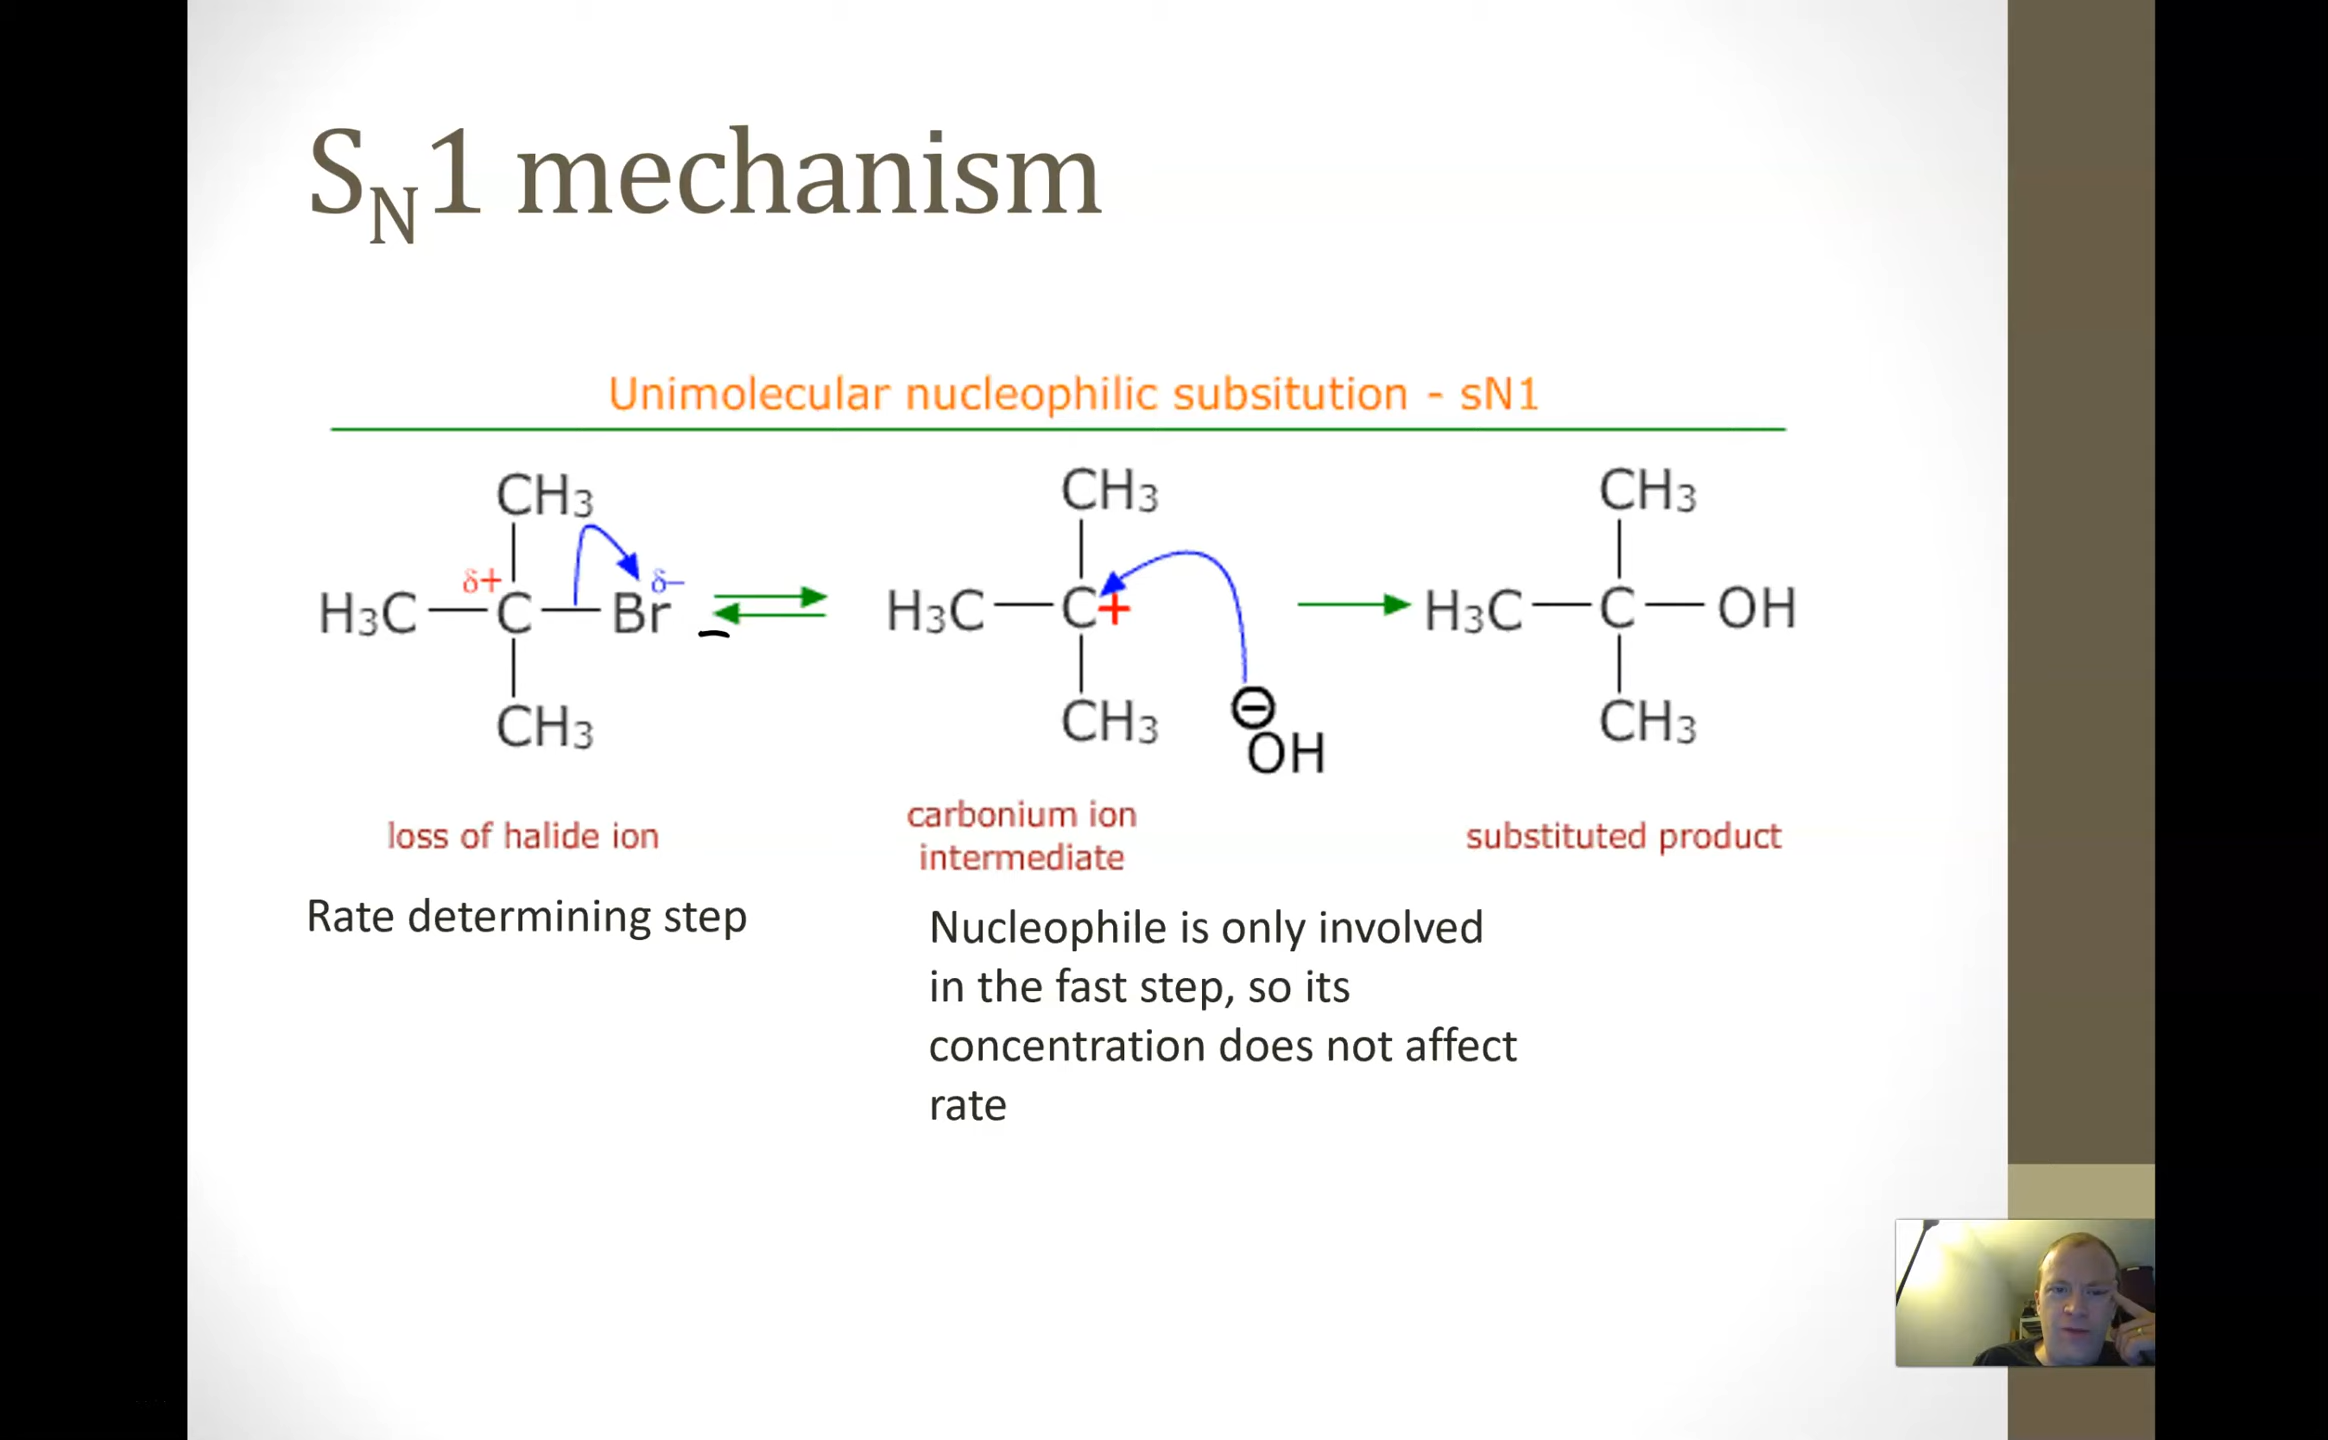 S_N1 mechanism
Unimolecular nucleophilic subsitution - sN1
CH3 CH3 CH3
δ+ δ−
H3C C Br H3C C+ H3C C OH
CH3 CH3 CH3
⊖
OH
loss of halide ion
carbonium ion
intermediate
substituted product
Rate determining step
Nucleophile is only involved
in the fast step, so its
concentration does not affect
rate